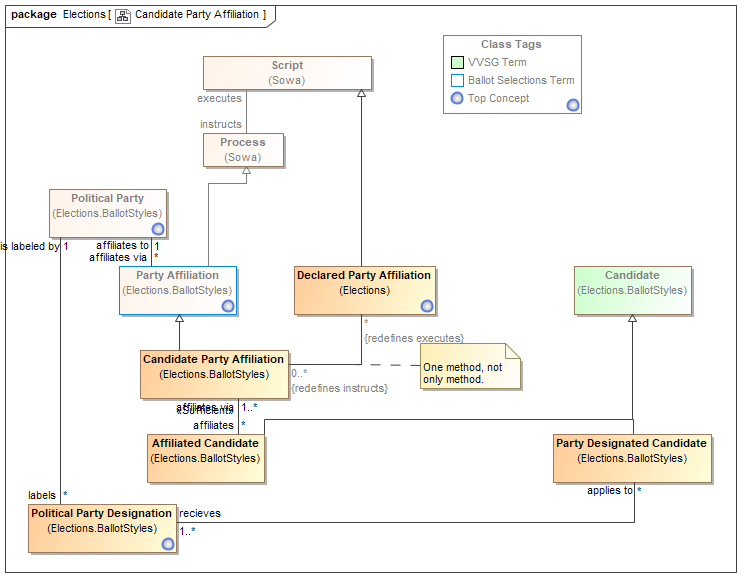 package Elections [ Candidate Party Affiliation ]
Class Tags
VVSG Term
Ballot Selections Term
Top Concept
Script
(Sowa)
executes
instructs
Process
(Sowa)
Political Party
(Elections.BallotStyles)
is labeled by 1
affiliates to 1
affiliates via *
Party Affiliation
(Elections.BallotStyles)
Declared Party Affiliation
(Elections)
Candidate
(Elections.BallotStyles)
*
{redefines executes}
Candidate Party Affiliation
(Elections.BallotStyles)
0..*
{redefines instructs}
One method, not
only method.
affiliates via 1..*
«Sufficient»
affiliates *
Affiliated Candidate
(Elections.BallotStyles)
Party Designated Candidate
(Elections.BallotStyles)
applies to *
labels *
Political Party Designation
(Elections.BallotStyles)
recieves
1..*